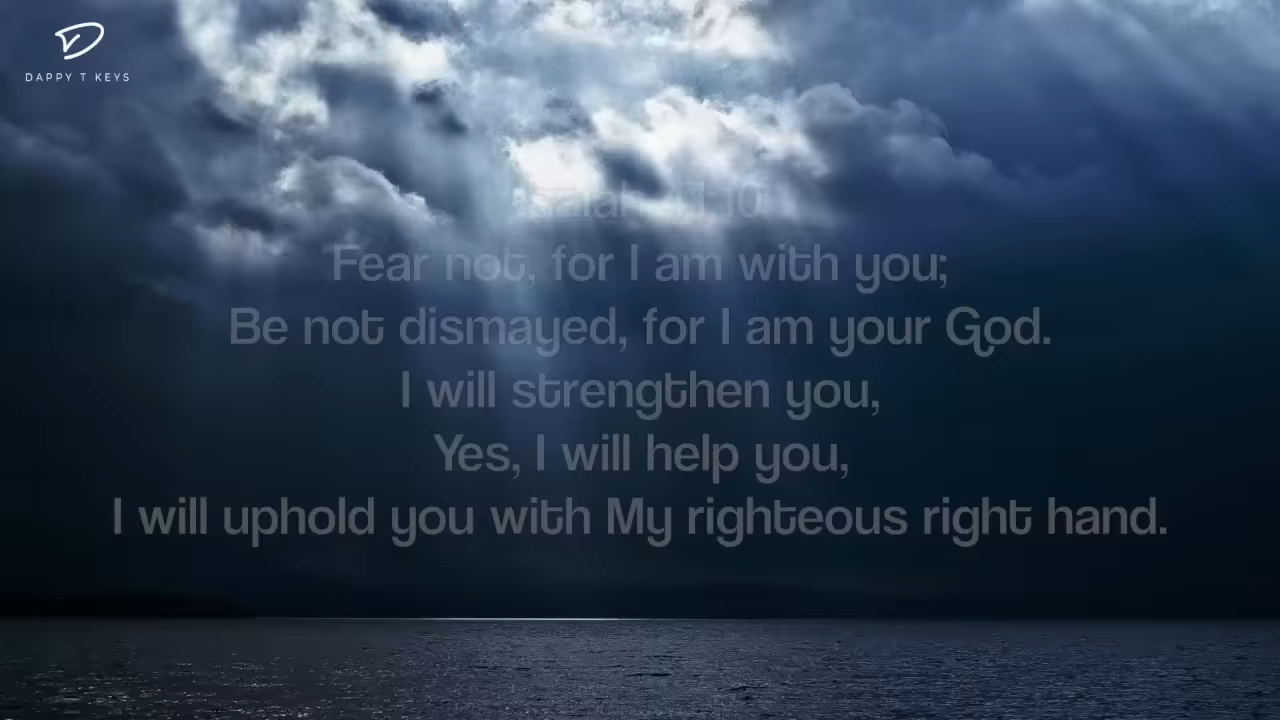 DAPPY T KEYS
Fear not, for I am with you;
Be not dismayed, for I am your God.
I will strengthen you,
Yes, I will help you,
I will uphold you with My righteous right hand.